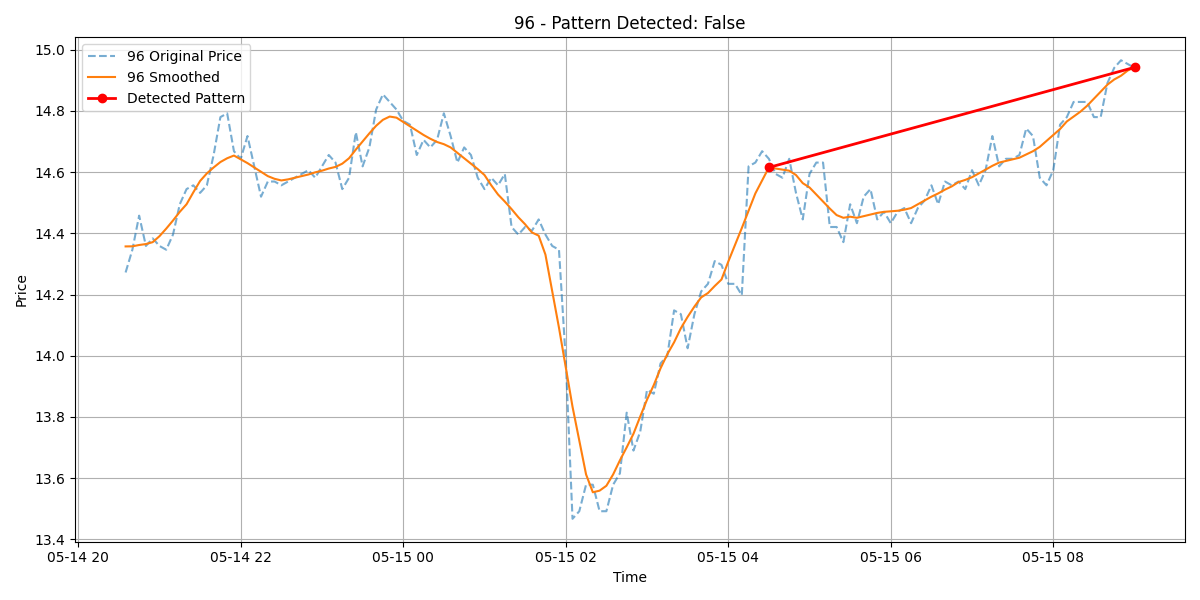 96 - Pattern Detected: False
96 Original Price
96 Smoothed
Detected Pattern
Price
15.0
14.8
14.6
14.4
14.2
14.0
13.8
13.6
13.4
05-14 20
05-14 22
05-15 00
05-15 02
05-15 04
05-15 06
05-15 08
Time